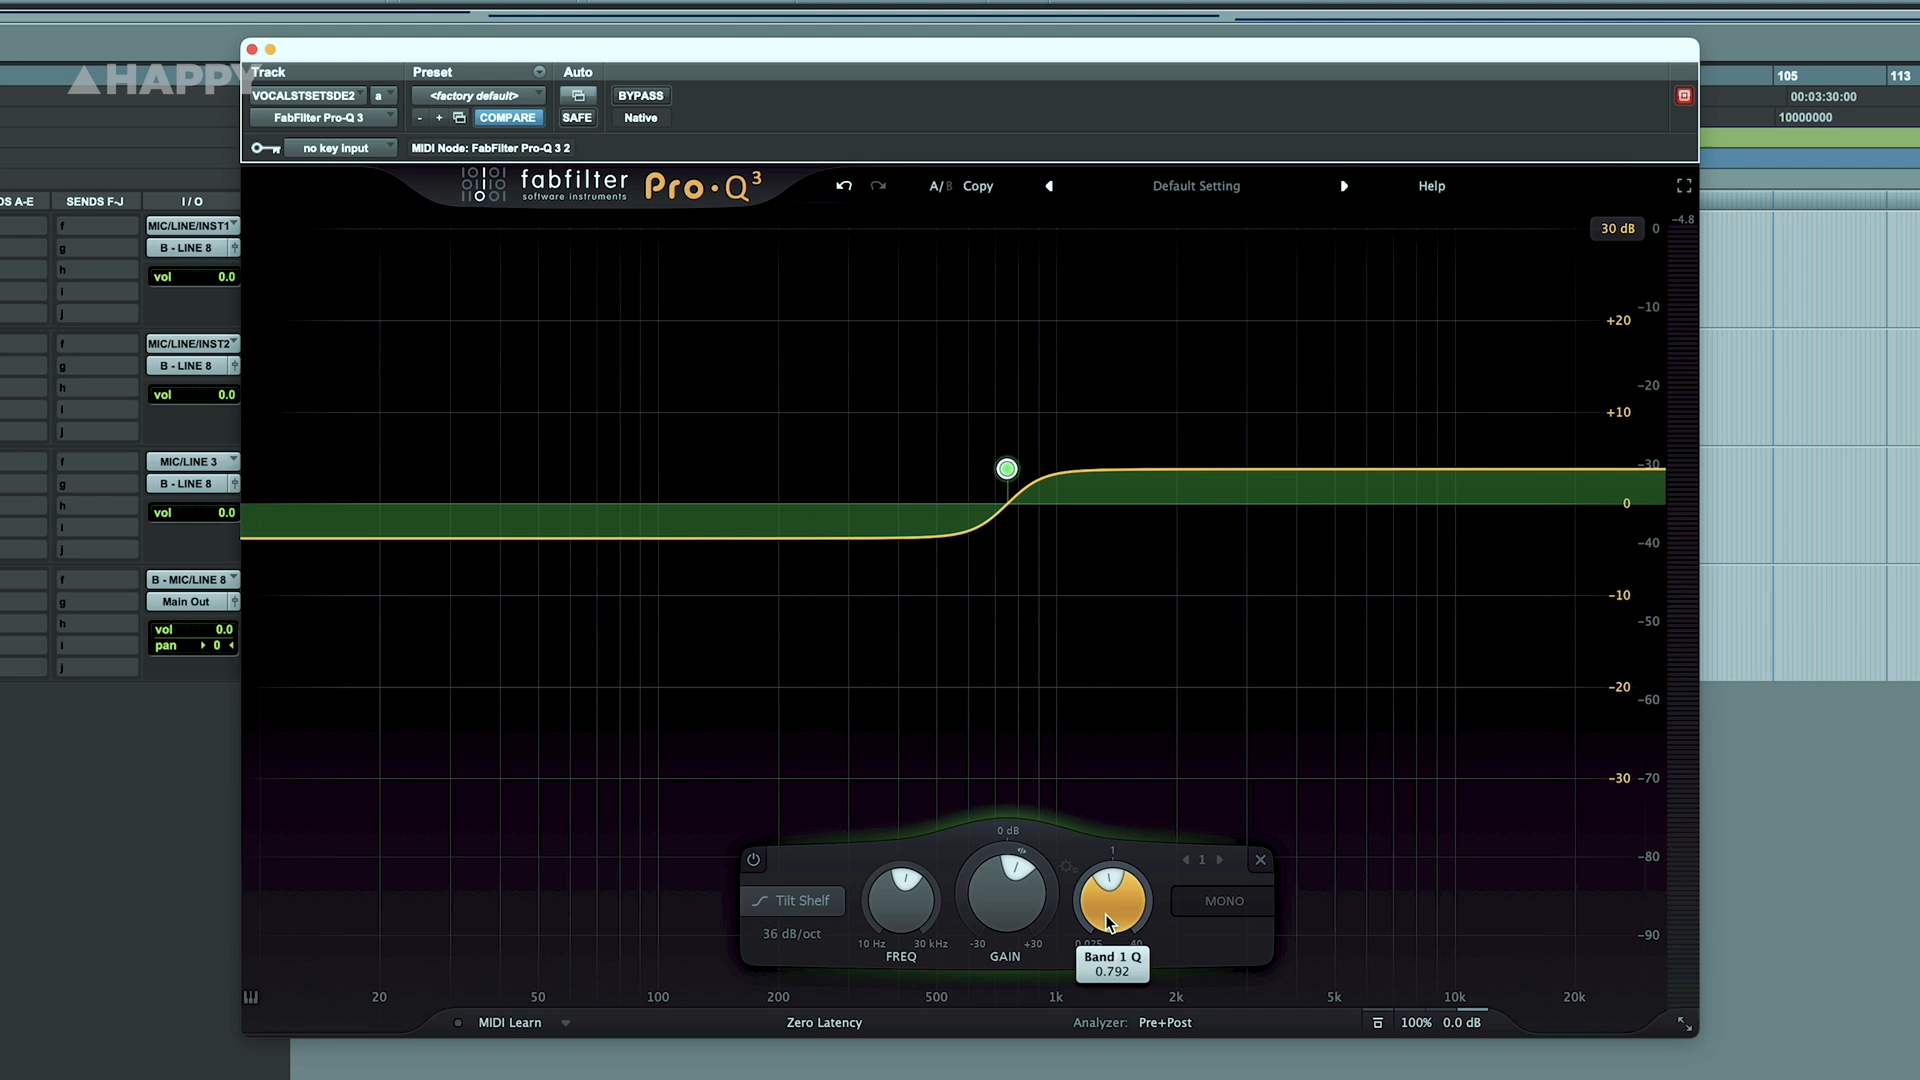 HAPPY
Track
Preset
Auto
VOCALSTSETSDE2 a
<factory default>
BYPASS
FabFilter Pro-Q 3
- +
COMPARE
SAFE
Native
no key input
MIDI Node: FabFilter Pro-Q 3 2
105
113
00:03:30:00
10000000
fabfilter
software instruments
Pro·Q3
A/B
Copy
Default Setting
Help
DS A-E
SENDS F-J
I / O
f
g
h
i
j
MIC/LINE/INST1
B - LINE 8
vol 0.0
f
g
h
i
j
MIC/LINE/INST2
B - LINE 8
vol 0.0
f
g
h
i
j
MIC/LINE 3
B - LINE 8
vol 0.0
f
g
h
i
j
B - MIC/LINE 8
Main Out
vol 0.0
pan 0
30 dB
-4.8
0
-10
+20
-20
+10
-30
0
-40
-10
-50
-20
-60
-30
-70
-80
-90
0 dB
1
1
Tilt Shelf
36 dB/oct
10 Hz 30 kHz
FREQ
-30 +30
GAIN
0.025 40
MONO
Band 1 Q
0.792
20 50 100 200 500 1k 2k 5k 10k 20k
MIDI Learn
Zero Latency
Analyzer: Pre+Post
100%
0.0 dB